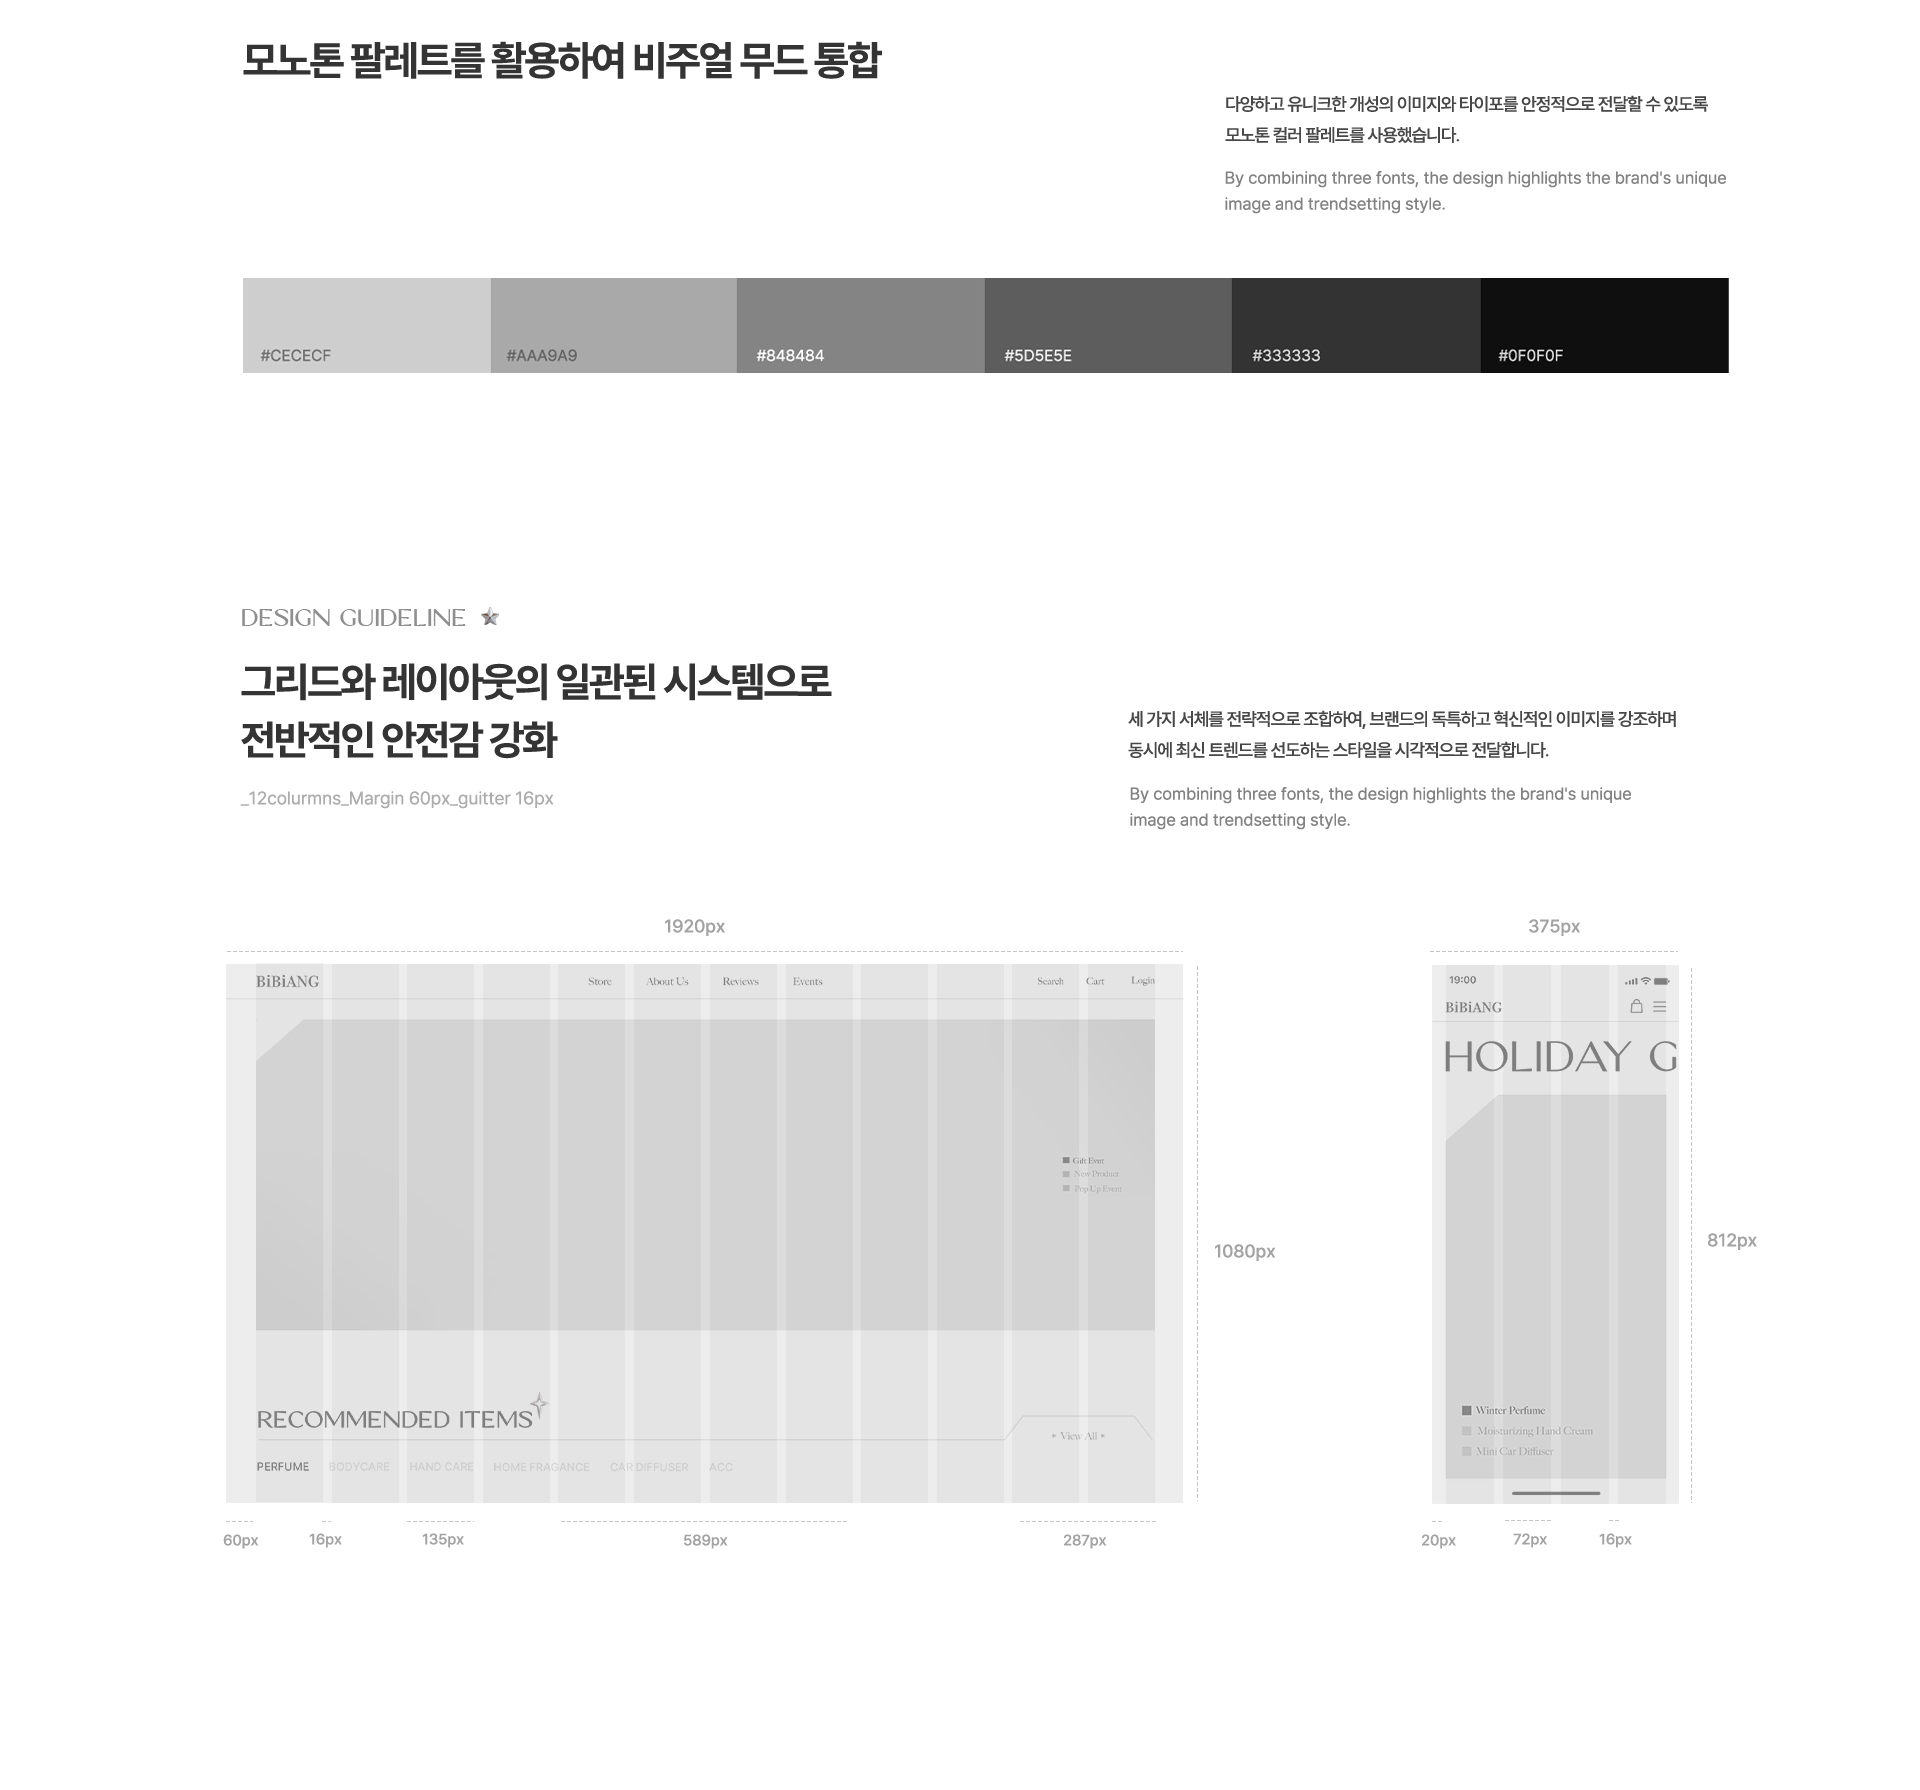 모노톤 팔레트를 활용하여 비주얼 무드 통합
다양하고 유니크한 개성의 이미지와 타이포를 안정적으로 전달할 수 있도록
모노톤 컬러 팔레트를 사용했습니다.
By combining three fonts, the design highlights the brand's unique
image and trendsetting style.
#CECECF #AAA9A9 #848484 #5D5E5E #333333 #0F0F0F
DESIGN GUIDELINE
그리드와 레이아웃의 일관된 시스템으로
전반적인 안전감 강화
_12colurmns_Margin 60px_guitter 16px
세 가지 서체를 전략적으로 조합하여, 브랜드의 독특하고 혁신적인 이미지를 강조하며
동시에 최신 트렌드를 선도하는 스타일을 시각적으로 전달합니다.
By combining three fonts, the design highlights the brand's unique
image and trendsetting style.
1920px
BiBiANG Store About Us Reviews Events Search Cart Login
Gift Evnt
New Product
Pop Up Event
1080px
RECOMMENDED ITEMS
View All
PERFUME BODYCARE HAND CARE HOME FRAGANCE CAR DIFFUSER ACC
60px 16px 135px 589px 287px
375px
19:00
BiBiANG
HOLIDAY G
812px
Winter Perfume
Moisturizing Hand Cream
Mini Car Diffuser
20px 72px 16px